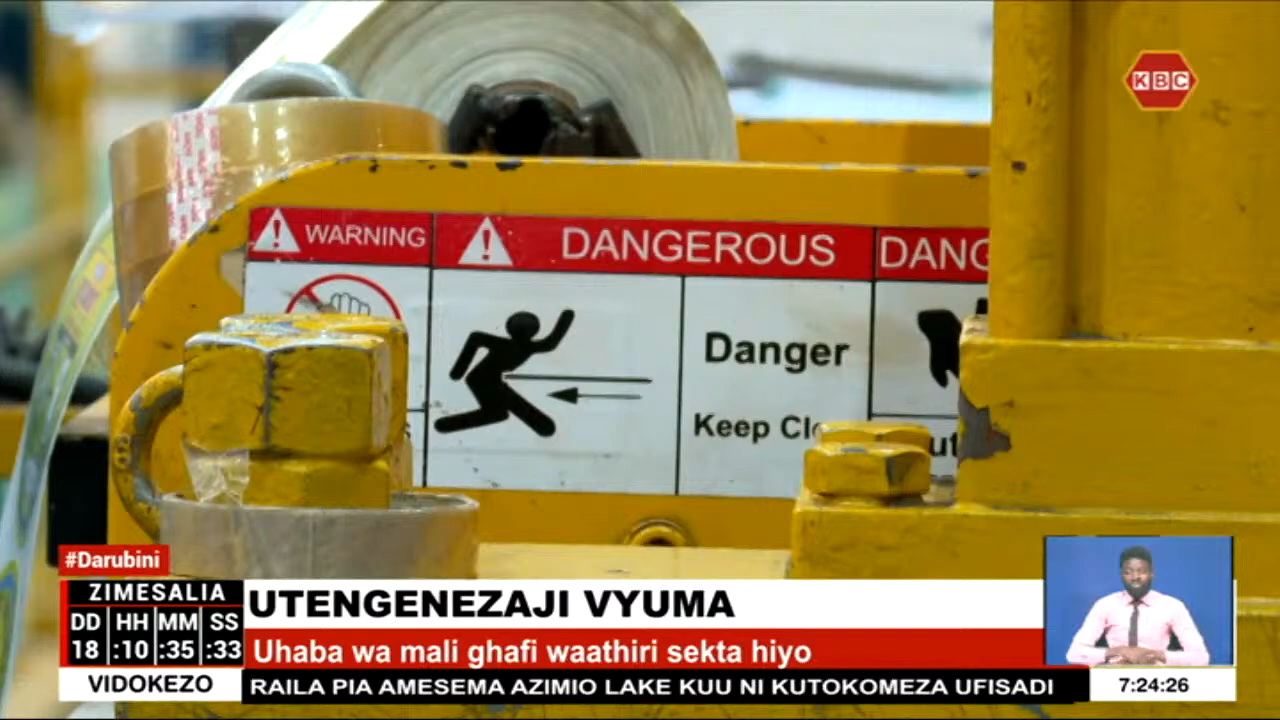 KBC
WARNING
DANGEROUS
DANG
Danger
Keep Cl
ut
#Darubini
ZIMESALIA
DD HH MM SS
18 :10 :35 :33
UTENGENEZAJI VYUMA
Uhaba wa mali ghafi waathiri sekta hiyo
VIDOKEZO
RAILA PIA AMESEMA AZIMIO LAKE KUU NI KUTOKOMEZA UFISADI
7:24:26